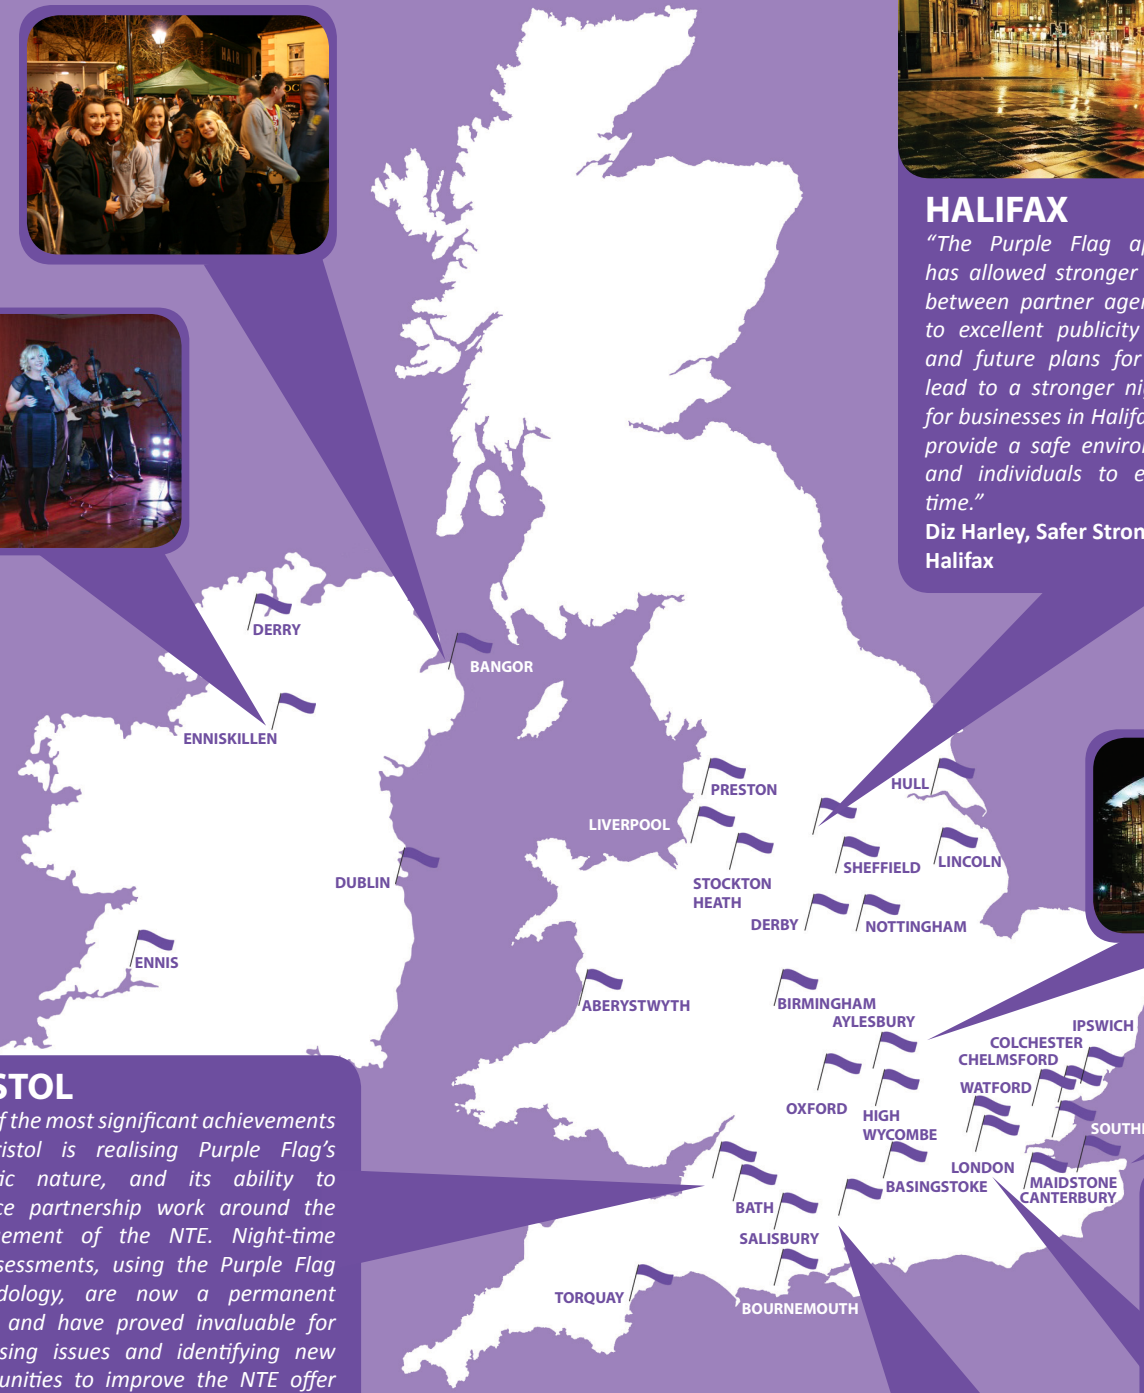 HALIFAX
“The Purple Flag
has allowed stronger
between partner
to excellent publicity
and future plans for
lead to a stronger
for businesses in
provide a safe
and individuals to
time.”
Diz Harley, Safer
Halifax
DERRY
BANGOR
ENNISKILLEN
PRESTON
HULL
LIVERPOOL
SHEFFIELD
LINCOLN
DUBLIN
STOCKTON
HEATH
DERBY
NOTTINGHAM
ENNIS
ABERYSTWYTH
BIRMINGHAM
AYLESBURY
IPSWICH
COLCHESTER
CHELMSFORD
WATFORD
OXFORD
HIGH
WYCOMBE
LONDON
MAIDSTONE
CANTERBURY
BASINGSTOKE
BATH
SALISBURY
TORQUAY
BOURNEMOUTH
of the most significant achievements
is realising Purple Flag’s
nature, and its ability to
partnership work around the
of the NTE. Night-time
using the Purple Flag
are now a permanent
and have proved invaluable for
issues and identifying new
to improve the NTE offer